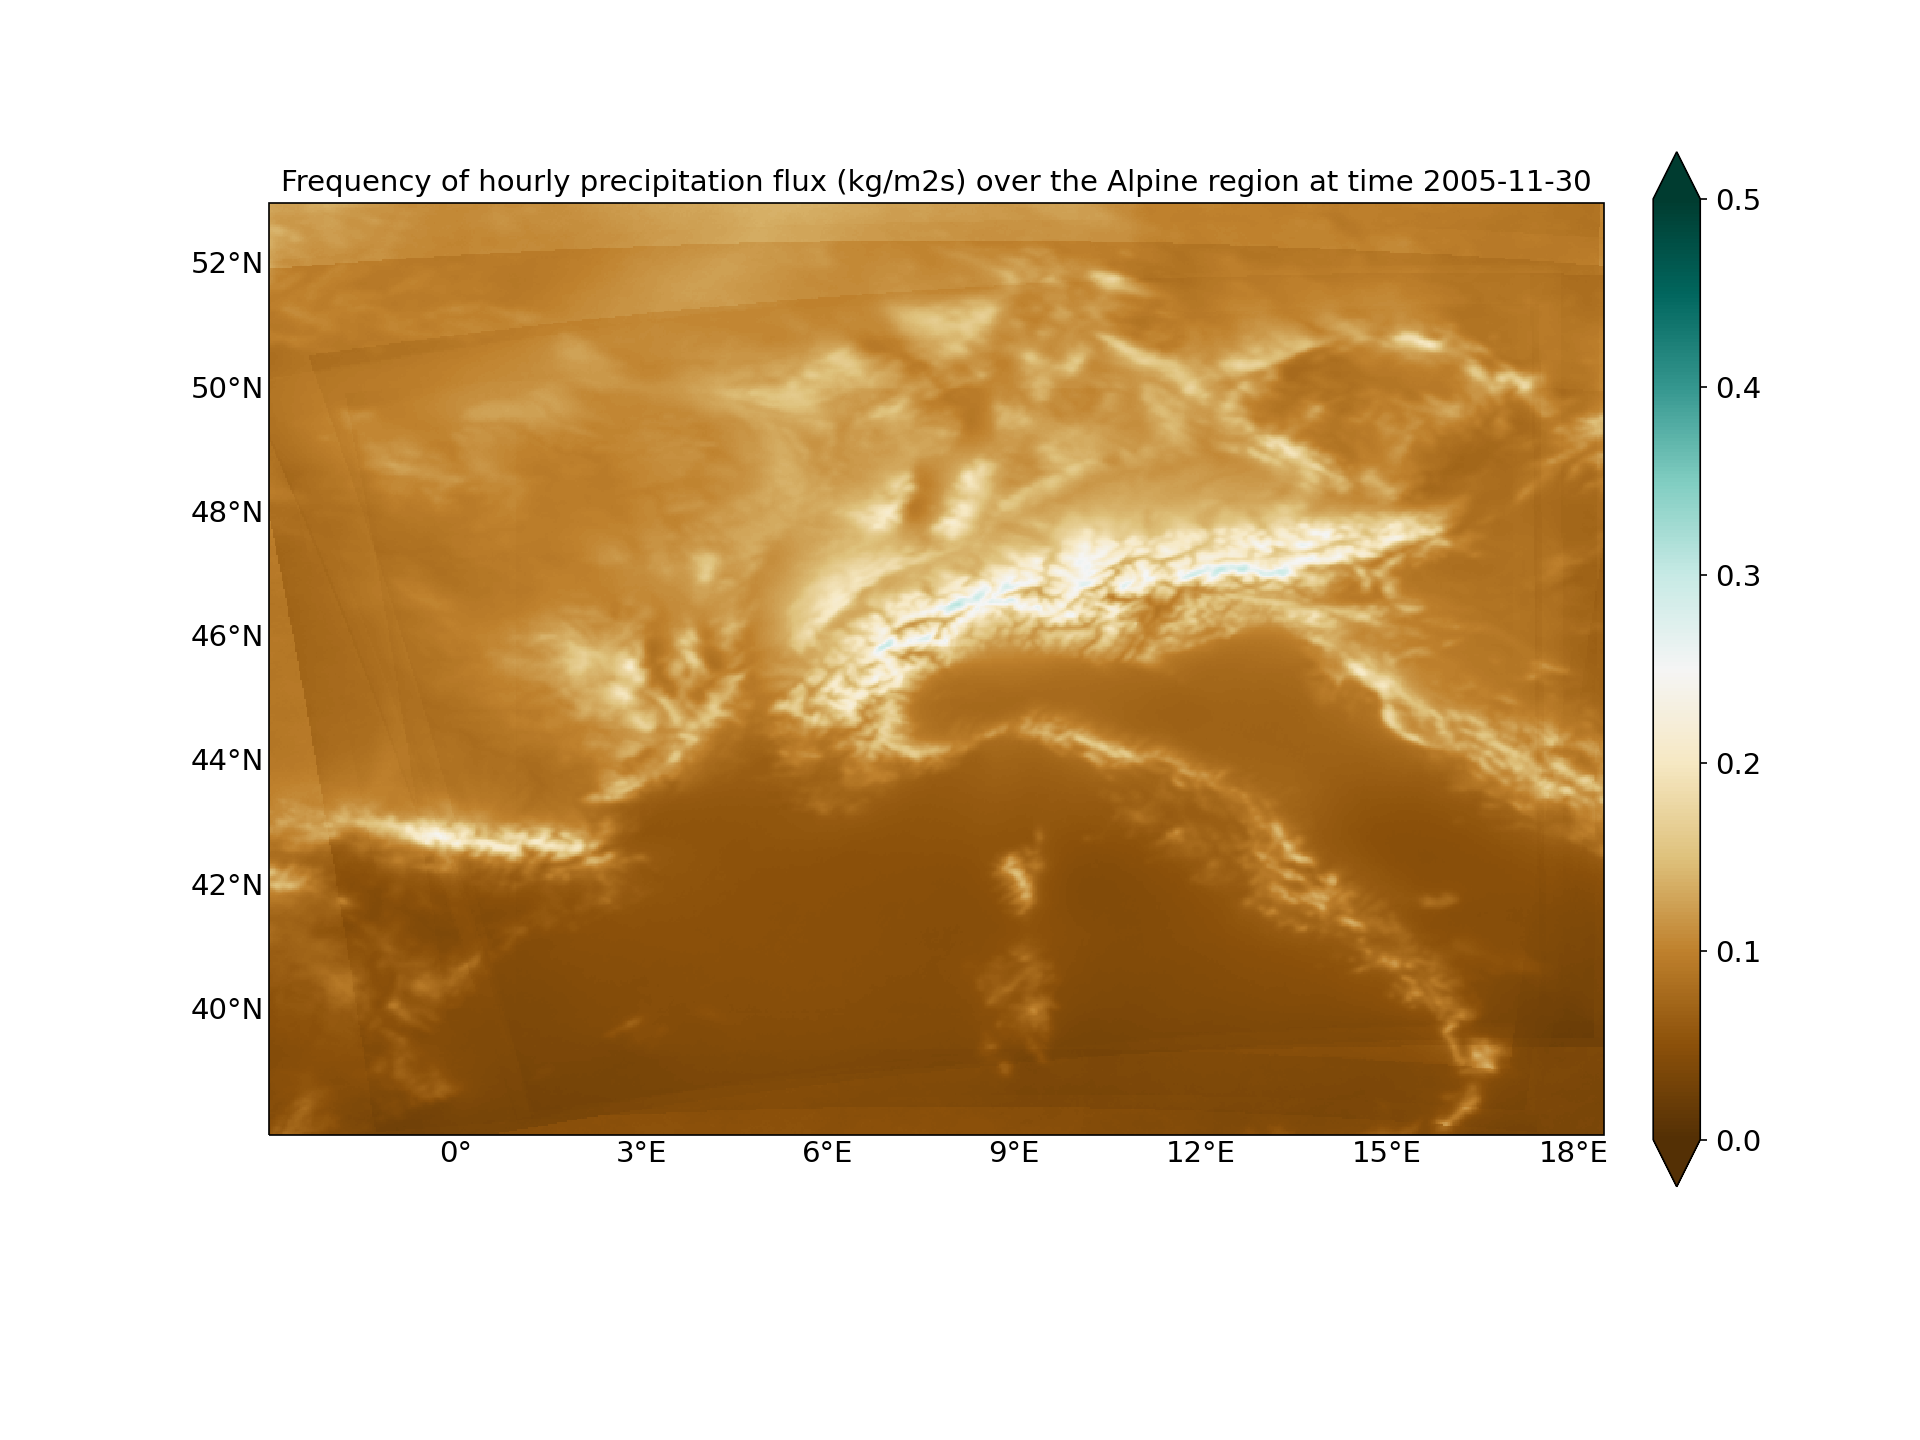 Frequency of hourly precipitation flux (kg/m2s) over the Alpine region at time 2005-11-30
52°N
50°N
48°N
46°N
44°N
42°N
40°N
0°
3°E
6°E
9°E
12°E
15°E
18°E
0.5
0.4
0.3
0.2
0.1
0.0